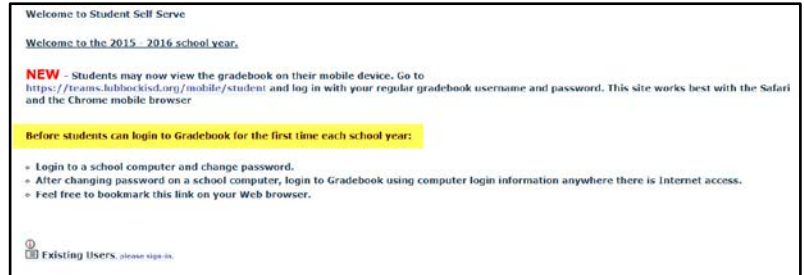 Welcome to Student Self Serve
Welcome to the 2015 - 2016 school year.
NEW - Students may now view the gradebook on their mobile device. Go to
https://teams.lubbockisd.org/mobile/student and log in with your regular gradebook username and password. This site works best with the Safari
and the Chrome mobile browser
Before students can login to Gradebook for the first time each school year:
Login to a school computer and change password.
After changing password on a school computer, login to Gradebook using computer login information anywhere there is Internet access.
Feel free to bookmark this link on your Web browser.
Existing Users, please sign-in.